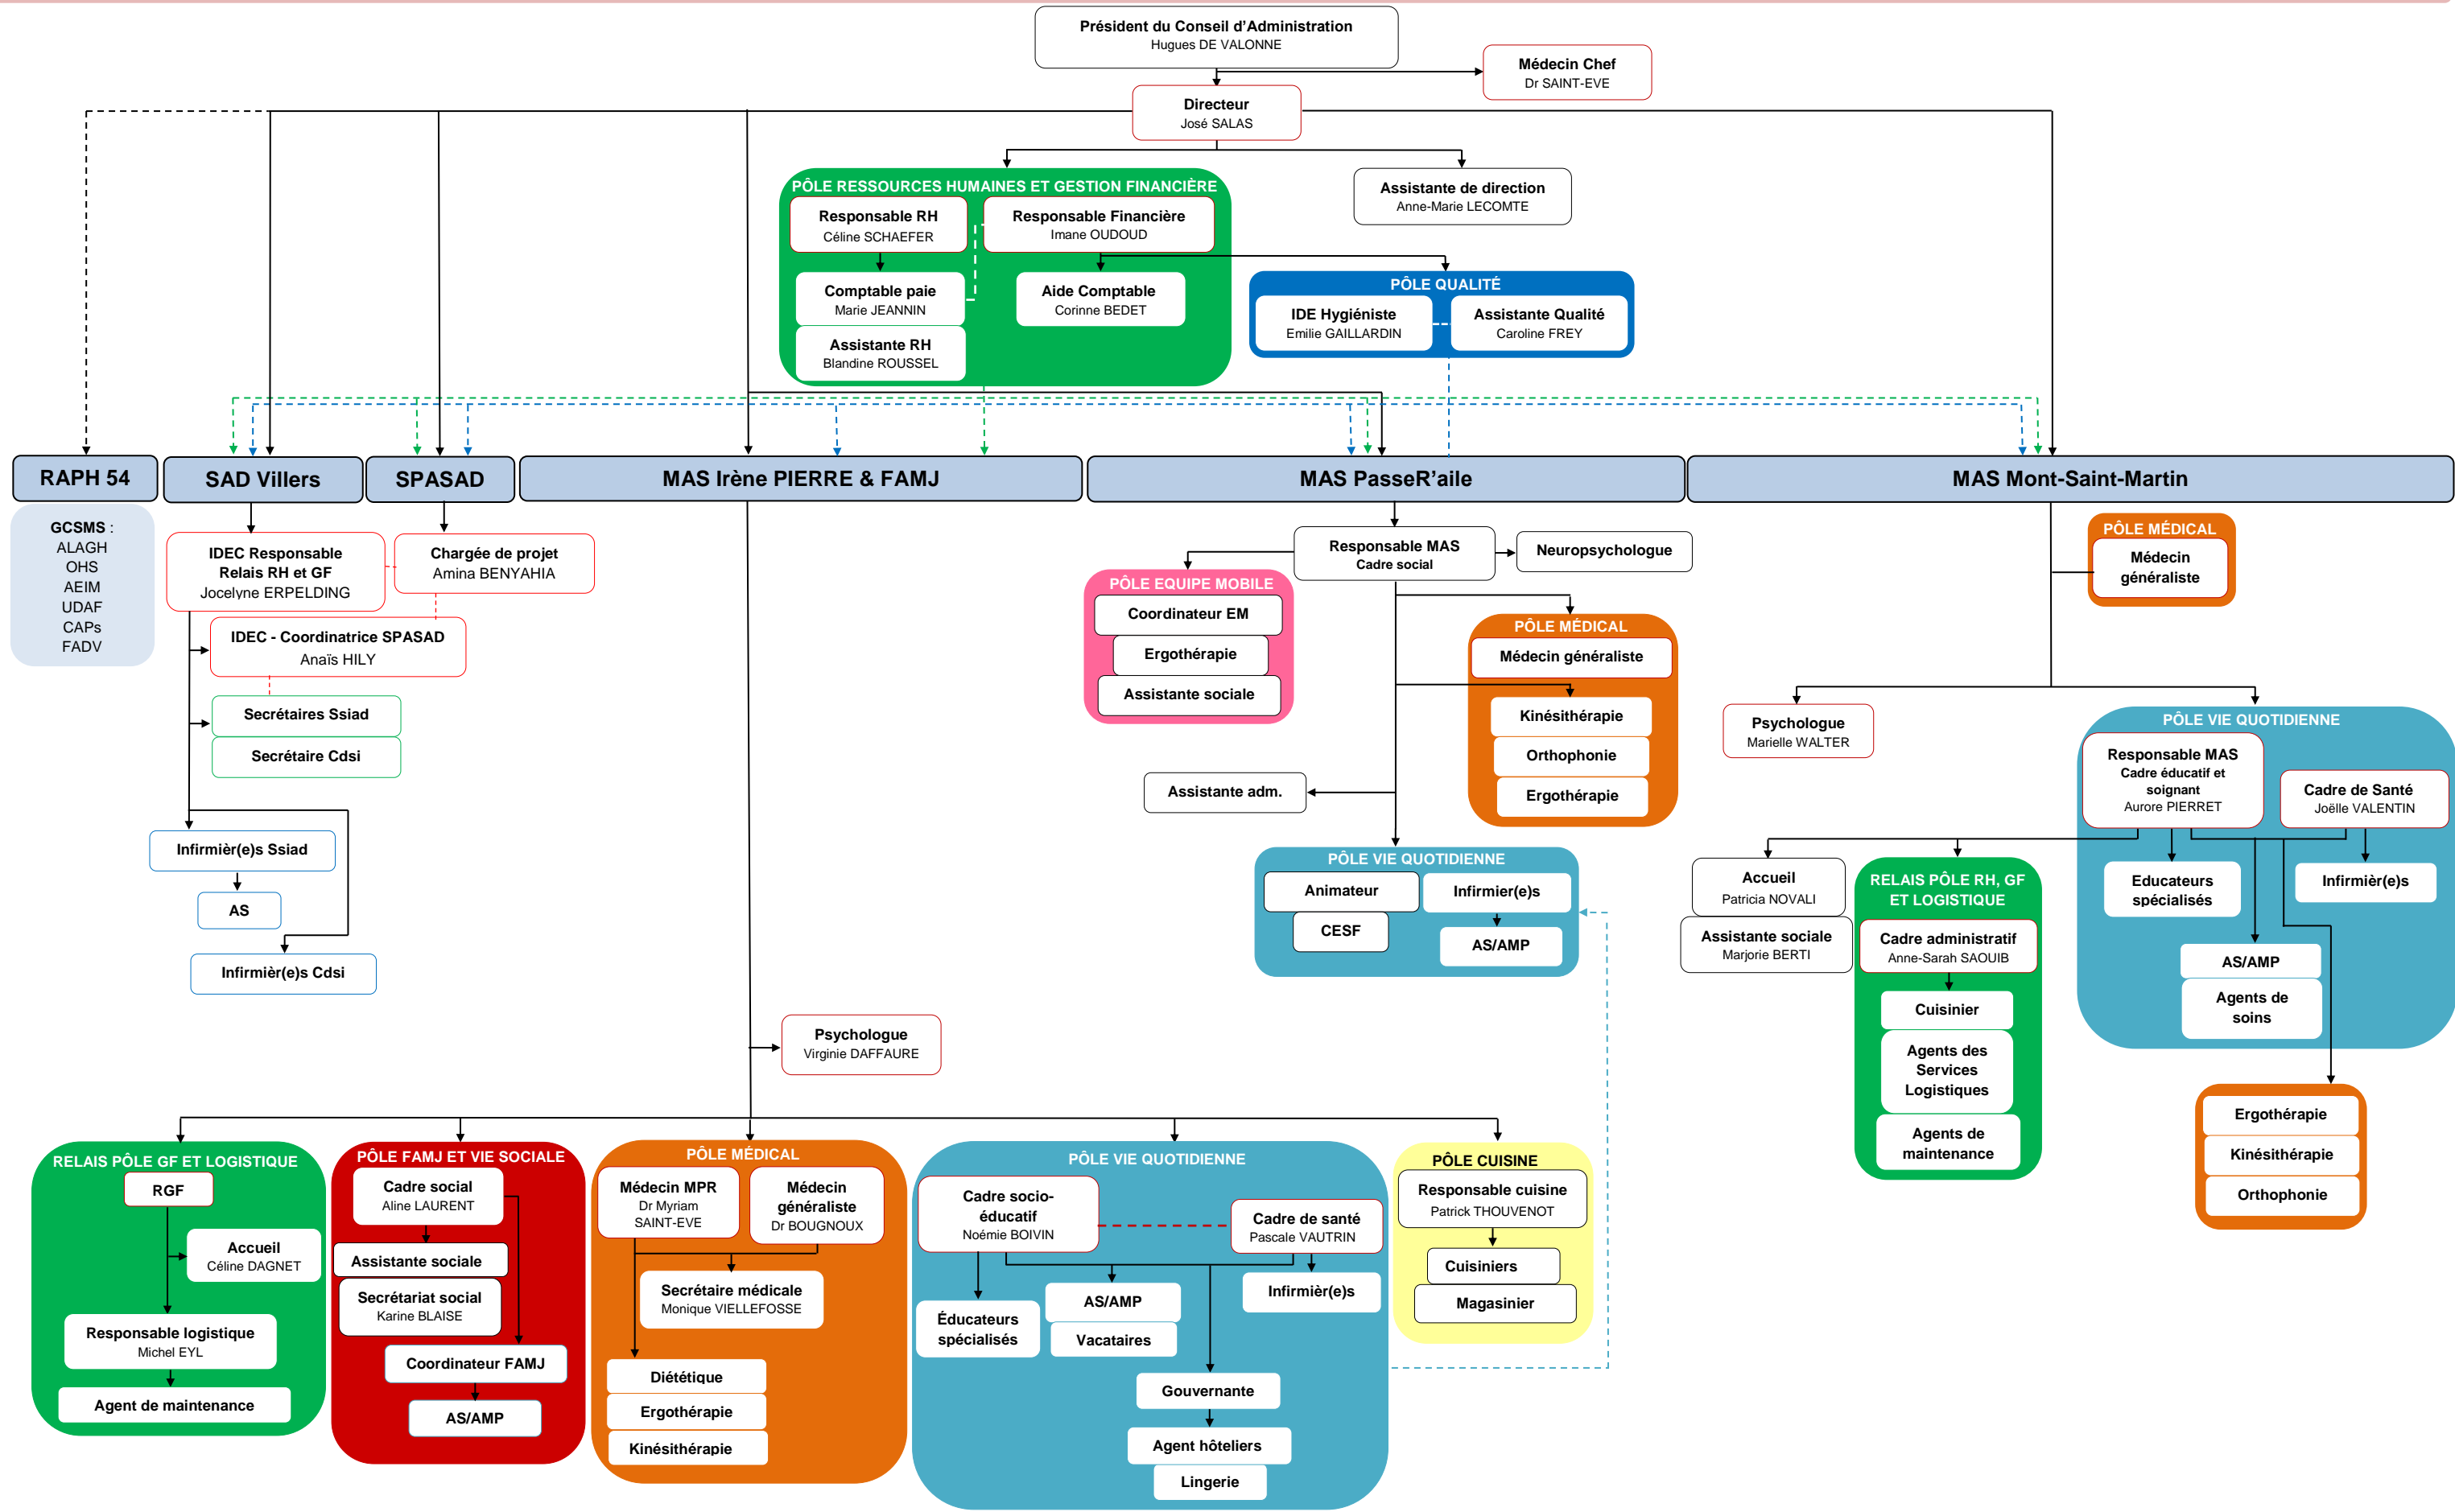 Président du Conseil d'Administration
Hugues DE VALONNE
Médecin Chef
Dr SAINT-EVE
Directeur
José SALAS
PÔLE RESSOURCES HUMAINES ET GESTION FINANCIÈRE
Responsable RH
Céline SCHAEFER
Responsable Financière
Imane OUDOUD
Comptable paie
Marie JEANNIN
Assistante RH
Blandine ROUSSEL
Aide Comptable
Corinne BEDET
Assistante de direction
Anne-Marie LECOMTE
PÔLE QUALITÉ
IDE Hygiéniste
Emilie GAILLARDIN
Assistante Qualité
Caroline FREY
RAPH 54
SAD Villers
SPASAD
MAS Irène PIERRE & FAMJ
MAS PasseR'aile
MAS Mont-Saint-Martin
GCSMS :
ALAGH
OHS
AEIM
UDAF
CAPs
FADV
IDEC Responsable
Relais RH et GF
Jocelyne ERPELDING
Chargée de projet
Amina BENYAHIA
IDEC - Coordinatrice SPASAD
Anaïs HILY
Secrétaires Ssiad
Secrétaire Cdsi
Infirmièr(e)s Ssiad
AS
Infirmièr(e)s Cdsi
Responsable MAS
Cadre social
Neuropsychologue
PÔLE EQUIPE MOBILE
Coordinateur EM
Ergothérapie
Assistante sociale
PÔLE MÉDICAL
Médecin généraliste
Kinésithérapie
Orthophonie
Ergothérapie
Assistante adm.
PÔLE VIE QUOTIDIENNE
Animateur
CESF
Infirmier(e)s
AS/AMP
PÔLE MÉDICAL
Médecin
généraliste
Psychologue
Marielle WALTER
PÔLE VIE QUOTIDIENNE
Responsable MAS
Cadre éducatif et
soignant
Aurore PIERRET
Cadre de Santé
Joëlle VALENTIN
Accueil
Patricia NOVALI
Assistante sociale
Marjorie BERTI
RELAIS PÔLE RH, GF
ET LOGISTIQUE
Cadre administratif
Anne-Sarah SAOUIB
Cuisinier
Agents des
Services
Logistiques
Agents de
maintenance
Educateurs
spécialisés
Infirmièr(e)s
AS/AMP
Agents de
soins
Ergothérapie
Kinésithérapie
Orthophonie
Psychologue
Virginie DAFFAURE
RELAIS PÔLE GF ET LOGISTIQUE
RGF
Accueil
Céline DAGNET
Responsable logistique
Michel EYL
Agent de maintenance
PÔLE FAMJ ET VIE SOCIALE
Cadre social
Aline LAURENT
Assistante sociale
Secrétariat social
Karine BLAISE
Coordinateur FAMJ
AS/AMP
PÔLE MÉDICAL
Médecin MPR
Dr Myriam
SAINT-EVE
Médecin
généraliste
Dr BOUGNOUX
Secrétaire médicale
Monique VIELLEFOSSE
Diététique
Ergothérapie
Kinésithérapie
PÔLE VIE QUOTIDIENNE
Cadre socio-
éducatif
Noémie BOIVIN
Cadre de santé
Pascale VAUTRIN
Éducateurs
spécialisés
AS/AMP
Vacataires
Infirmièr(e)s
Gouvernante
Agent hôteliers
Lingerie
PÔLE CUISINE
Responsable cuisine
Patrick THOUVENOT
Cuisiniers
Magasinier